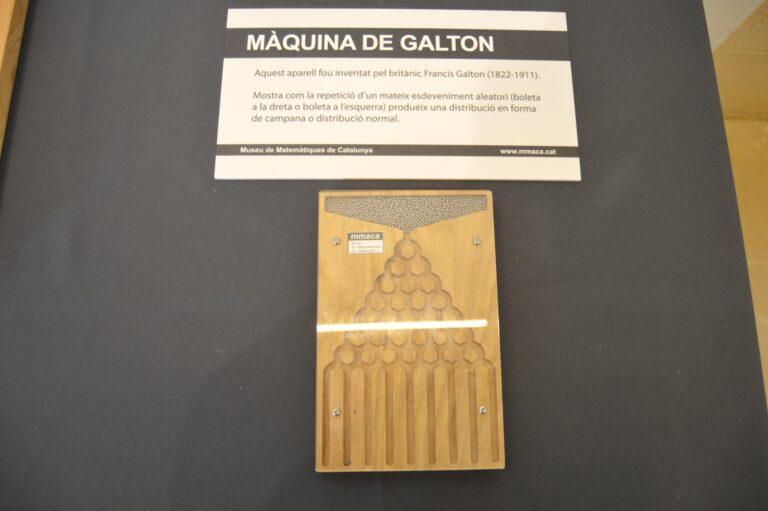 MÀQUINA DE GALTON
Aquest aparell fou inventat pel britànic Francis Galton (1822-1911).
Mostra com la repetició d'un mateix esdeveniment aleatori (boleta
a la dreta o boleta a l'esquerra) produeix una distribució en forma
de campana o distribució normal.
Museu de Matemàtiques de Catalunya
www.mmaca.cat
mmaca